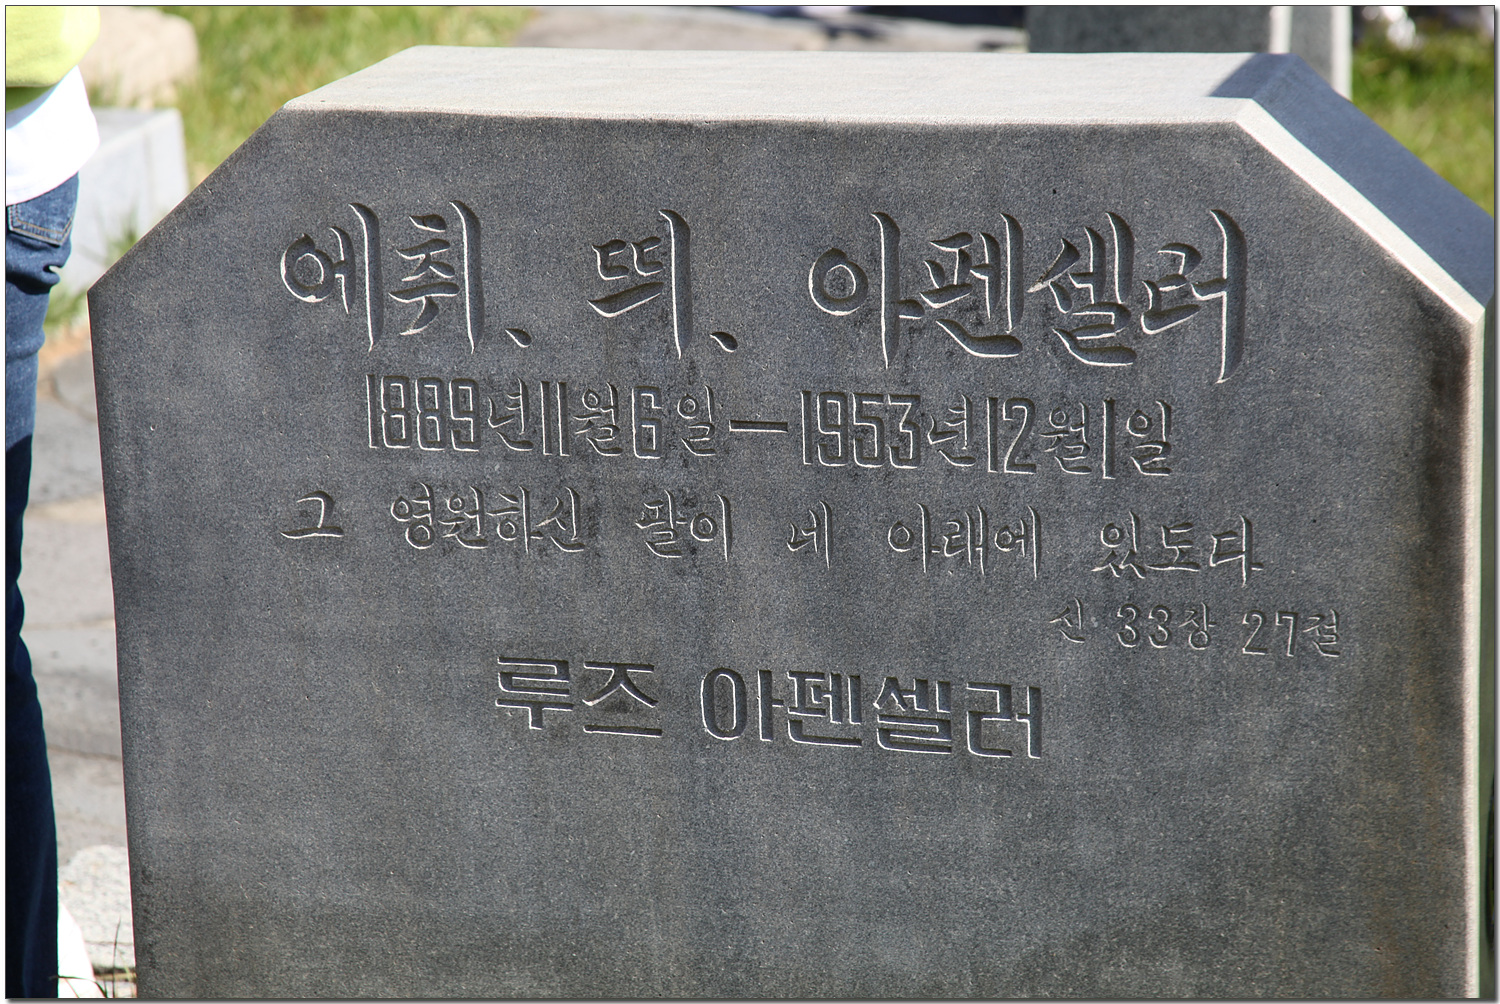 에취、띄、아펜셀러
1889년11월6일—1953년12월1일
그 영원하신 팔이 네 아래에 있도다
신 33장 27절
루즈 아펜셀러